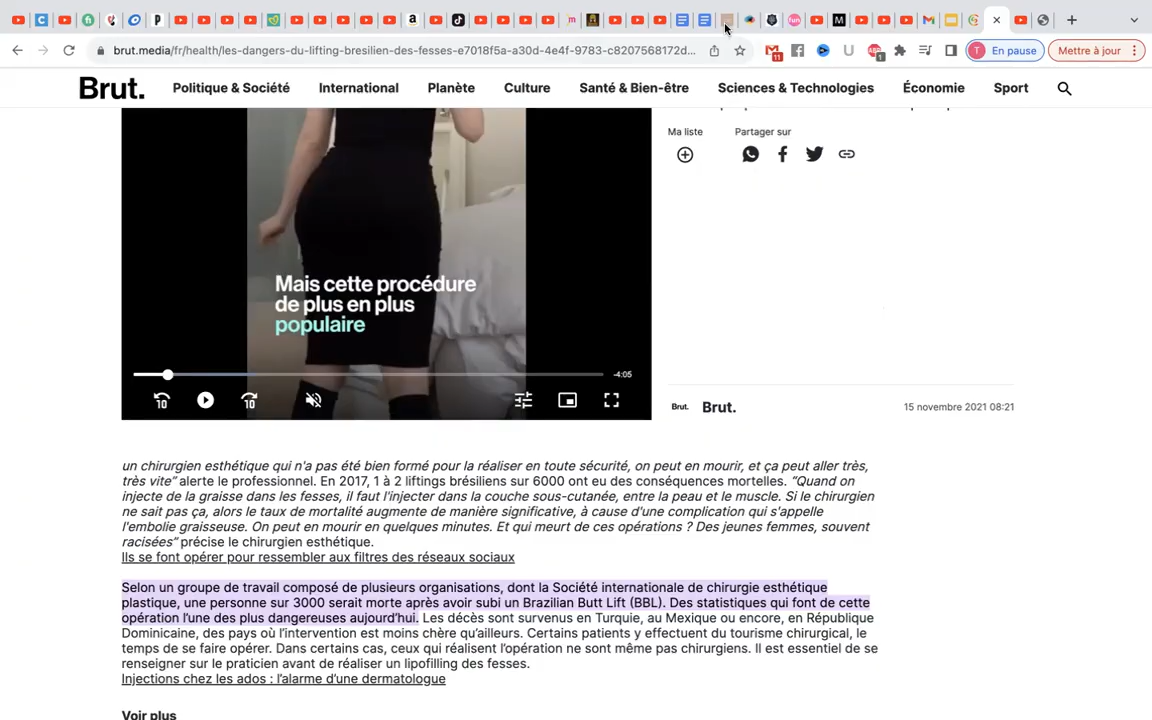 brut.media/fr/health/les-dangers-du-lifting-bresilien-des-fesses-e7018f5a-a30d-4e4f-9783-c8207568172d...
11
1
T En pause
Mettre à jour
Brut.
Politique & Société
International
Planète
Culture
Santé & Bien-être
Sciences & Technologies
Économie
Sport
Ma liste
Partager sur
Mais cette procédure
de plus en plus
populaire
-4:05
10
10
Brut.
Brut.
15 novembre 2021 08:21
un chirurgien esthétique qui n'a pas été bien formé pour la réaliser en toute sécurité, on peut en mourir, et ça peut aller très,
très vite” alerte le professionnel. En 2017, 1 à 2 liftings brésiliens sur 6000 ont eu des conséquences mortelles. “Quand on
injecte de la graisse dans les fesses, il faut l'injecter dans la couche sous-cutanée, entre la peau et le muscle. Si le chirurgien
ne sait pas ça, alors le taux de mortalité augmente de manière significative, à cause d'une complication qui s'appelle
l'embolie graisseuse. On peut en mourir en quelques minutes. Et qui meurt de ces opérations ? Des jeunes femmes, souvent
racisées” précise le chirurgien esthétique.
Ils se font opérer pour ressembler aux filtres des réseaux sociaux
Selon un groupe de travail composé de plusieurs organisations, dont la Société internationale de chirurgie esthétique
plastique, une personne sur 3000 serait morte après avoir subi un Brazilian Butt Lift (BBL). Des statistiques qui font de cette
opération l’une des plus dangereuses aujourd’hui. Les décès sont survenus en Turquie, au Mexique ou encore, en République
Dominicaine, des pays où l’intervention est moins chère qu’ailleurs. Certains patients y effectuent du tourisme chirurgical, le
temps de se faire opérer. Dans certains cas, ceux qui réalisent l’opération ne sont même pas chirurgiens. Il est essentiel de se
renseigner sur le praticien avant de réaliser un lipofilling des fesses.
Injections chez les ados : l’alarme d’une dermatologue
Voir plus